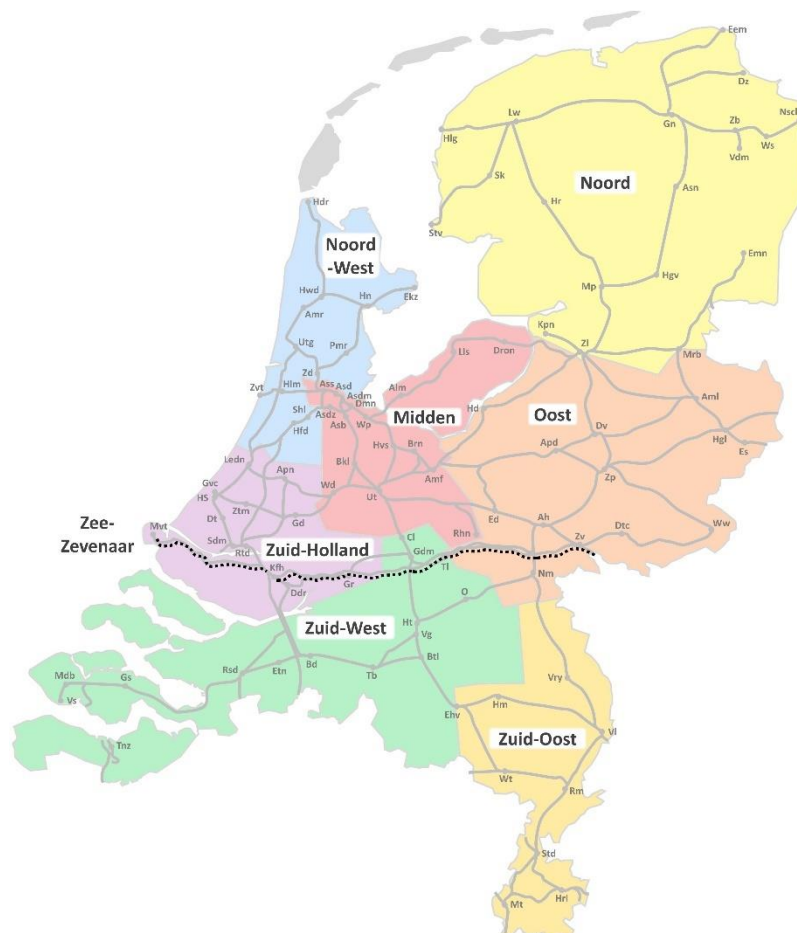 Eem
Dz
Nsch
Lw
Gn
Zb
Hlg
Ws
Vdm
Sk
Noord
Asn
Hdr
Hr
Stv
Noord
-West
Emn
Hgv
Hwd
Hn
Ekz
Mp
Amr
Kpn
Utg
Pmr
Lls
Dron
Zl
Mrb
Zd
Zvt
Hlm
Ass
Asd
Asdm
Dmn
Alm
Aml
Shl
Asdz
Asb
Wp
Midden
Hd
Oost
Hfd
Dv
Hgl
Hvs
Brn
Apd
Es
Ledn
Bkl
Amf
Zp
Gvc
Apn
HS
Wd
Ut
Zee-
Zevenaar
Mvt
Dt
Ztm
Gd
Ed
Ah
Dtc
Ww
Sdm
Rtd
Zuid-Holland
Cl
Rhn
Zv
Kfh
Gdm
Tl
Nm
Ddr
Gr
O
Zuid-West
Ht
Vg
Rsd
Etn
Bd
Btl
Tb
Mdb
Gs
Vry
Vs
Ehv
Hm
Tnz
Zuid-Oost
Vl
Wt
Rm
Std
Mt
Hrl